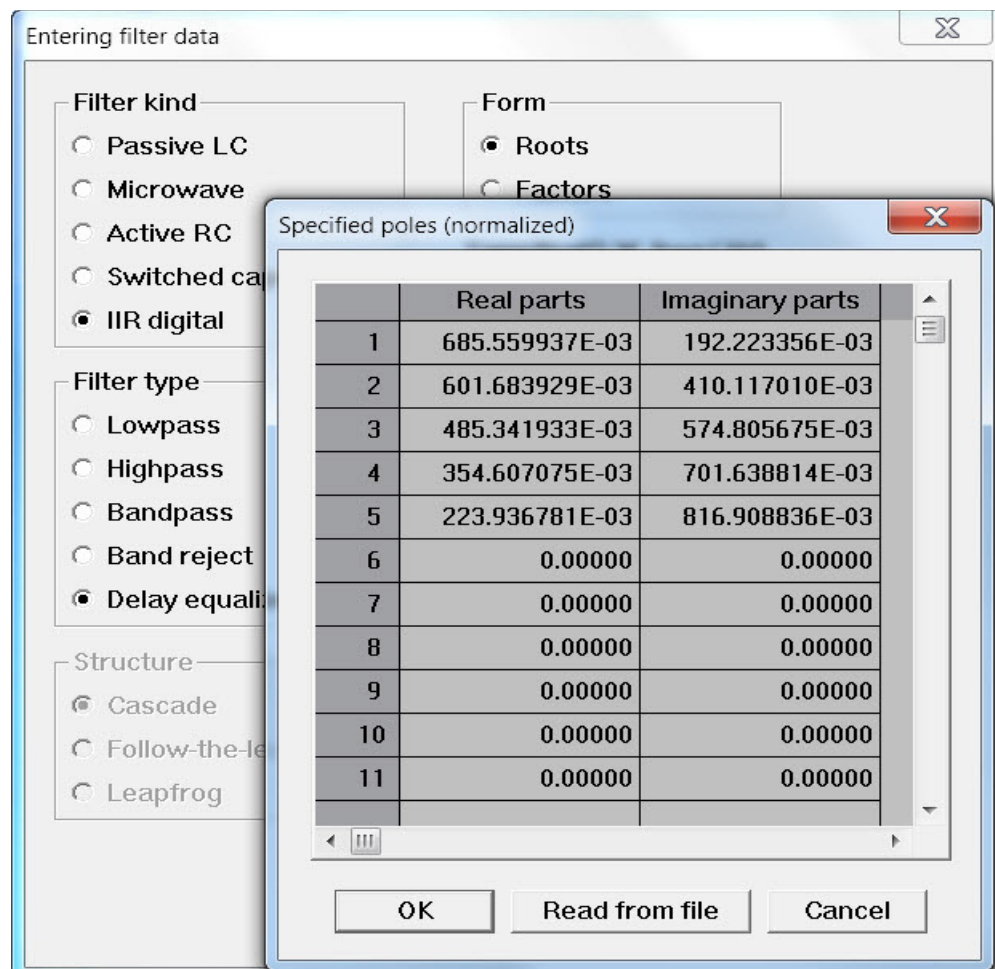 Entering filter data
Filter kind
Passive LC
Microwave
Active RC
Switched cap
IIR digital
Form
Roots
Factors
Filter type
Lowpass
Highpass
Bandpass
Band reject
Delay equali
Structure
Cascade
Follow-the-le
Leapfrog
Specified poles (normalized)
Real parts Imaginary parts
1 685.559937E-03 192.223356E-03
2 601.683929E-03 410.117010E-03
3 485.341933E-03 574.805675E-03
4 354.607075E-03 701.638814E-03
5 223.936781E-03 816.908836E-03
6 0.00000 0.00000
7 0.00000 0.00000
8 0.00000 0.00000
9 0.00000 0.00000
10 0.00000 0.00000
11 0.00000 0.00000
OK Read from file Cancel